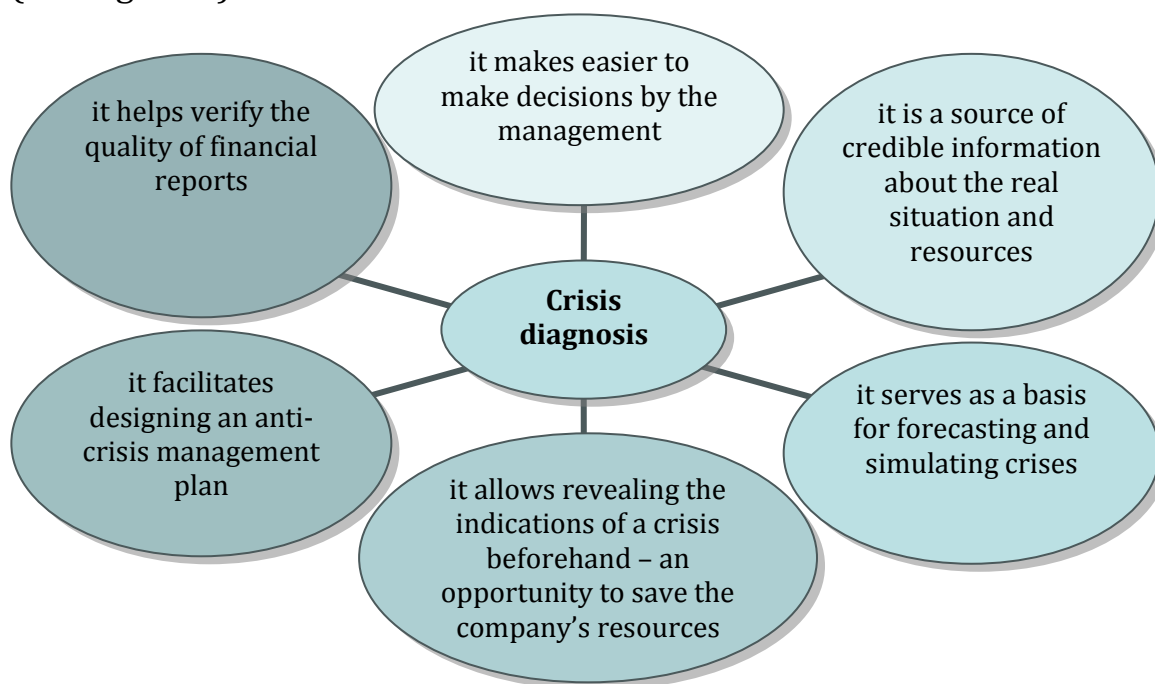 it makes easier to
make decisions by the
management
it helps verify the
quality of financial
reports
it is a source of
credible information
about the real
situation and
resources
Crisis
diagnosis
it facilitates
designing an anti-
crisis management
plan
it serves as a basis
for forecasting and
simulating crises
it allows revealing the
indications of a crisis
beforehand – an
opportunity to save the
company’s resources